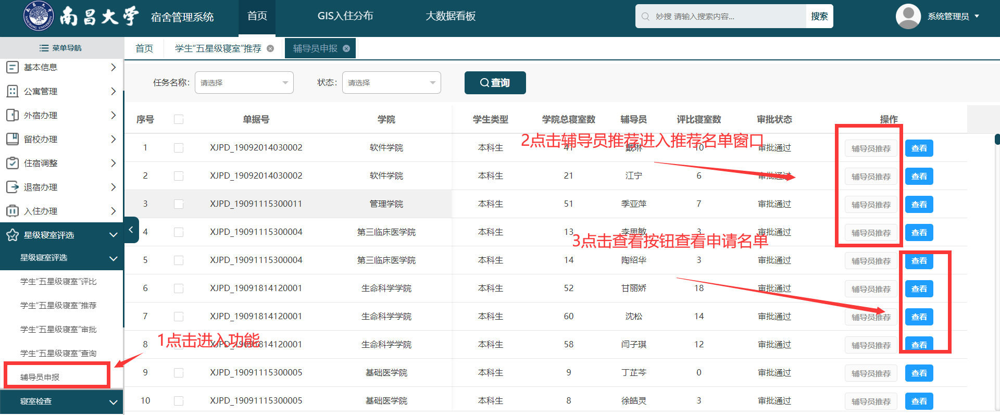 南昌大学 宿舍管理系统 首页 GIS入住分布 大数据看板 妙搜 请输入搜索内容... 搜索 系统管理员
NANCHANG UNIVERSITY
菜单导航 首页 学生“五星级寝室”推荐 辅导员申报
基本信息
公寓管理
外宿办理
留校办理
住宿调整
退宿办理
入住办理
星级寝室评选
星级寝室评选
学生“五星级寝室”评比
学生“五星级寝室”推荐
学生“五星级寝室”审批
学生“五星级寝室”查询
辅导员申报
寝室检查
任务名称： 请选择 状态： 请选择 查询
序号 单据号 学院 学生类型 学院总寝室数 辅导员 评比寝室数 审批状态 操作
2点击辅导员推荐进入推荐名单窗口
1 XJPD_19092014030002 软件学院 本科生 41 戴琳 10 审批通过 辅导员推荐 查看
2 XJPD_19092014030002 软件学院 本科生 21 江宁 6 审批通过 辅导员推荐 查看
3 XJPD_19091115300011 管理学院 本科生 51 季亚萍 7 审批通过 辅导员推荐 查看
4 XJPD_19091115300004 第三临床医学院 本科生 13 李思敏 3 审批通过 辅导员推荐 查看
3点击查看按钮查看申请名单
5 XJPD_19091115300004 第三临床医学院 本科生 14 陶绍华 3 审批通过 辅导员推荐 查看
6 XJPD_19091814120001 生命科学学院 本科生 52 甘丽娇 18 审批通过 辅导员推荐 查看
7 XJPD_19091814120001 生命科学学院 本科生 60 沈松 14 审批通过 辅导员推荐 查看
1点击进入功能
8 XJPD_19091814120001 生命科学学院 本科生 58 闫子琪 12 审批通过 辅导员推荐 查看
9 XJPD_19091115300005 基础医学院 本科生 9 丁芷芩 0 审批通过 辅导员推荐 查看
10 XJPD_19091115300005 基础医学院 本科生 8 徐皓灵 3 审批通过 辅导员推荐 查看